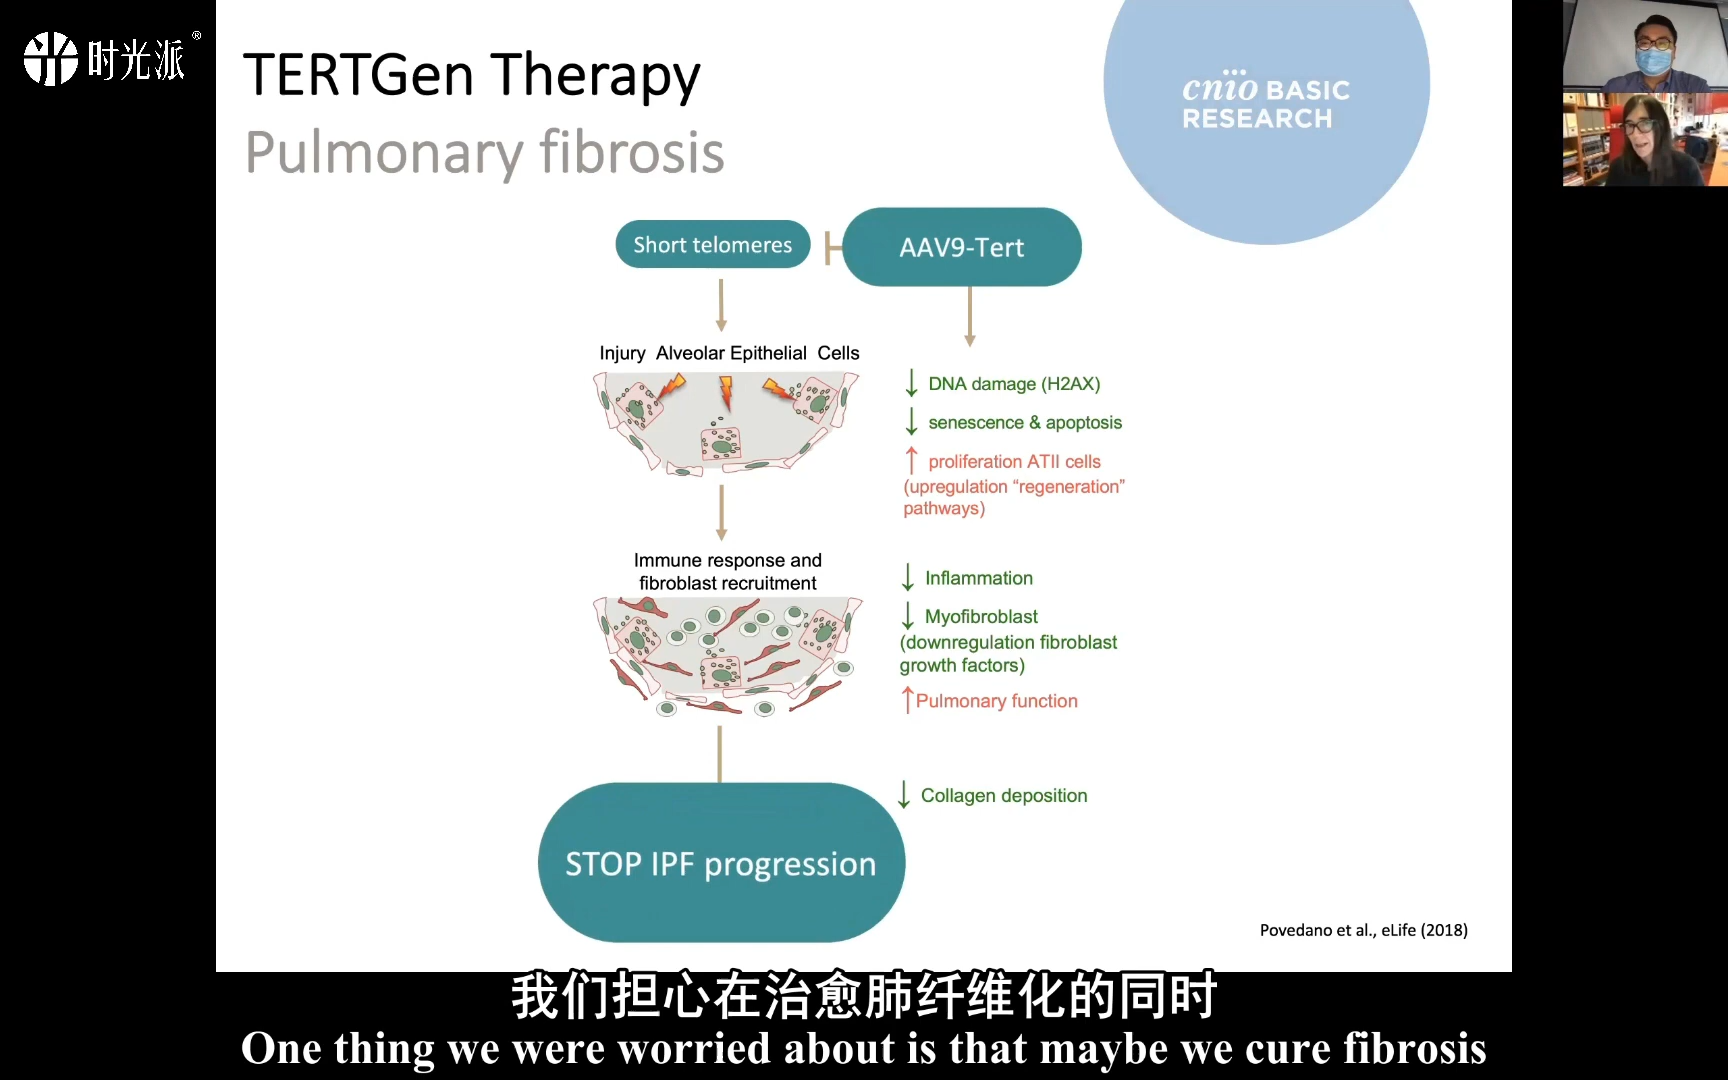 时光派®
TERTGen Therapy
Pulmonary fibrosis
cnio BASIC
RESEARCH
Short telomeres
AAV9-Tert
Injury Alveolar Epithelial Cells
↓ DNA damage (H2AX)
↓ senescence & apoptosis
↑ proliferation ATII cells
(upregulation “regeneration”
pathways)
Immune response and
fibroblast recruitment
↓ Inflammation
↓ Myofibroblast
(downregulation fibroblast
growth factors)
↑Pulmonary function
↓ Collagen deposition
STOP IPF progression
Povedano et al., eLife (2018)
我们担心在治愈肺纤维化的同时
One thing we were worried about is that maybe we cure fibrosis